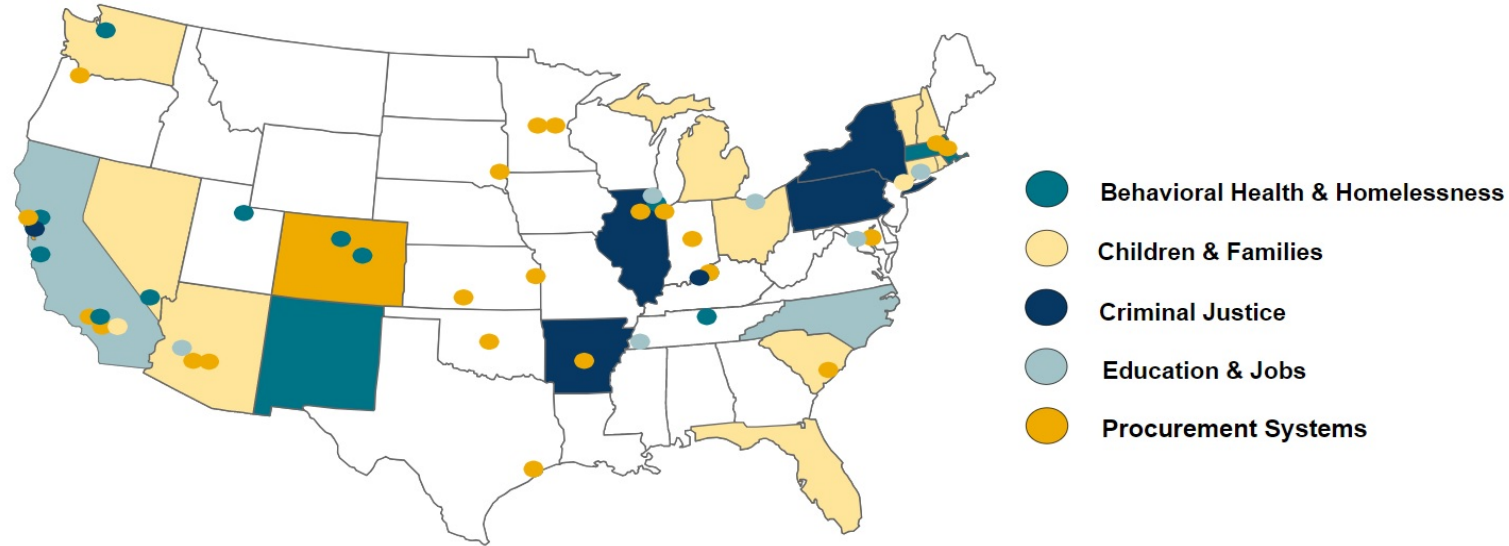 Behavioral Health & Homelessness
Children & Families
Criminal Justice
Education & Jobs
Procurement Systems